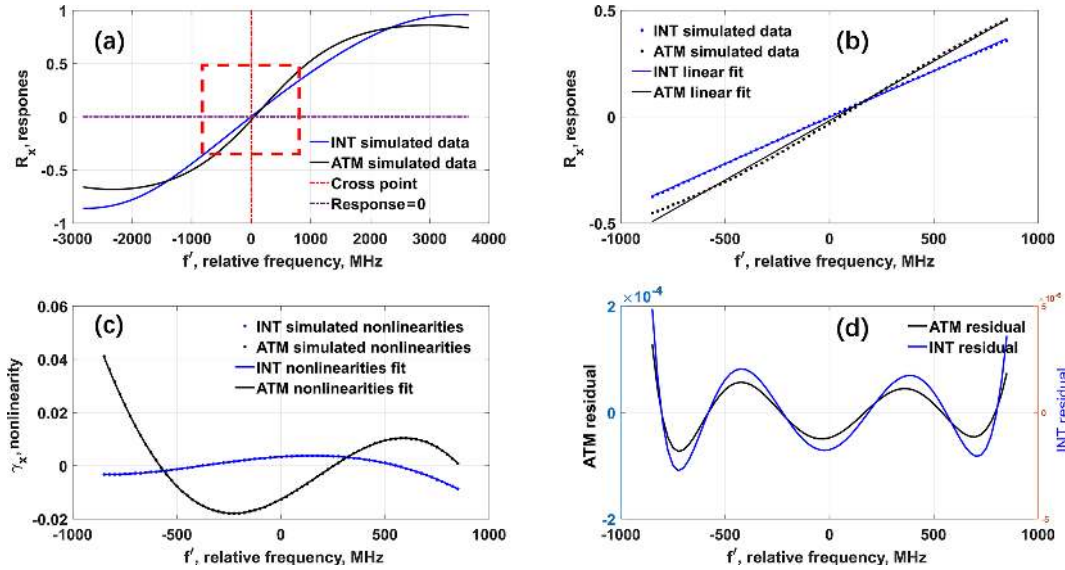 (a)
R_x, respones
1
0.5
0
-0.5
-1
INT simulated data
ATM simulated data
Cross point
Response=0
-3000 -2000 -1000 0 1000 2000 3000 4000
f′, relative frequency, MHz
(b)
R_x, respones
0.5
0
-0.5
INT simulated data
ATM simulated data
INT linear fit
ATM linear fit
-1000 -500 0 500 1000
f′, relative frequency, MHz
(c)
γ_x, nonlinearity
0.06
0.04
0.02
0
-0.02
INT simulated nonlinearities
ATM simulated nonlinearities
INT nonlinearities fit
ATM nonlinearities fit
-1000 -500 0 500 1000
f′, relative frequency, MHz
(d)
ATM residual
2 ×10⁻⁴
0
-2
ATM residual
INT residual
5
0
-5
INT residual
-1000 -500 0 500 1000
f′, relative frequency, MHz